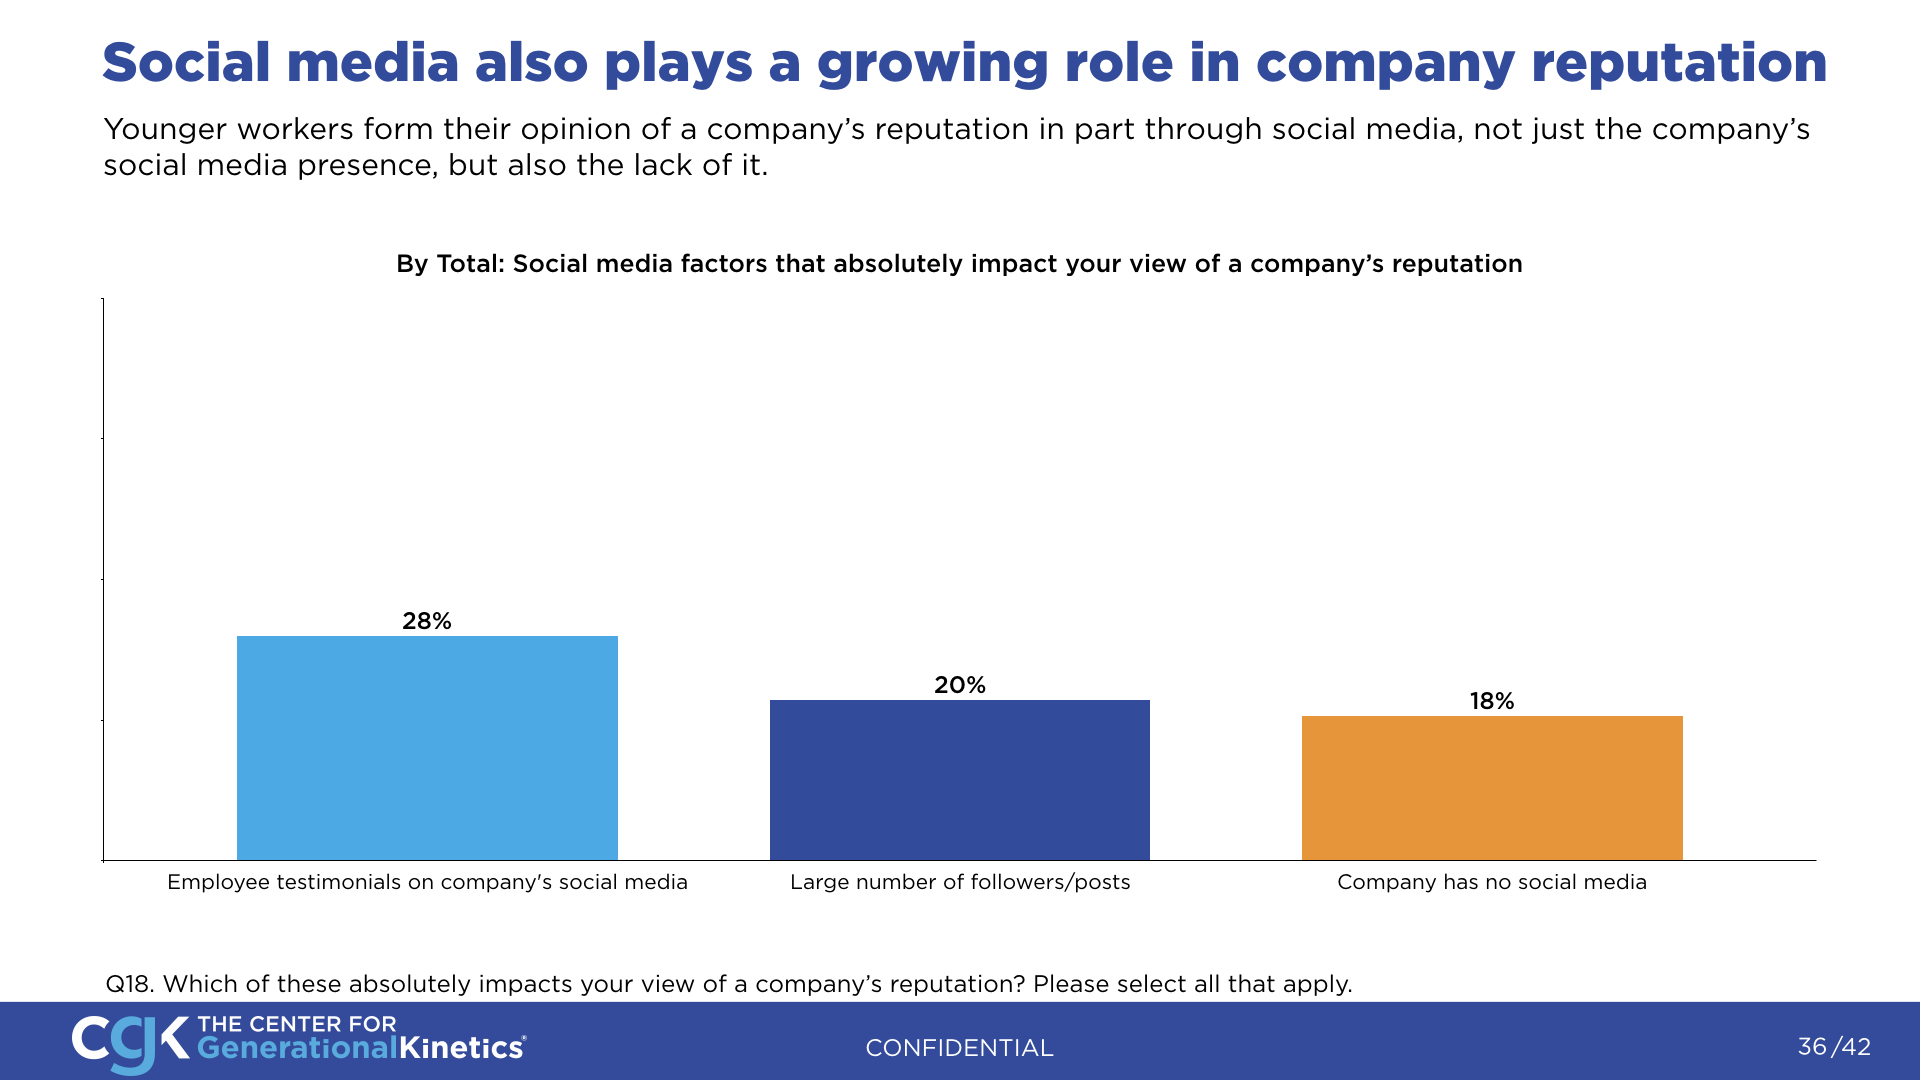 Social media also plays a growing role in company reputation
Younger workers form their opinion of a company’s reputation in part through social media, not just the company’s
social media presence, but also the lack of it.
By Total: Social media factors that absolutely impact your view of a company’s reputation
28%
20%
18%
Employee testimonials on company's social media
Large number of followers/posts
Company has no social media
Q18. Which of these absolutely impacts your view of a company’s reputation? Please select all that apply.
cgk THE CENTER FOR
GenerationalKinetics®
CONFIDENTIAL
36/42